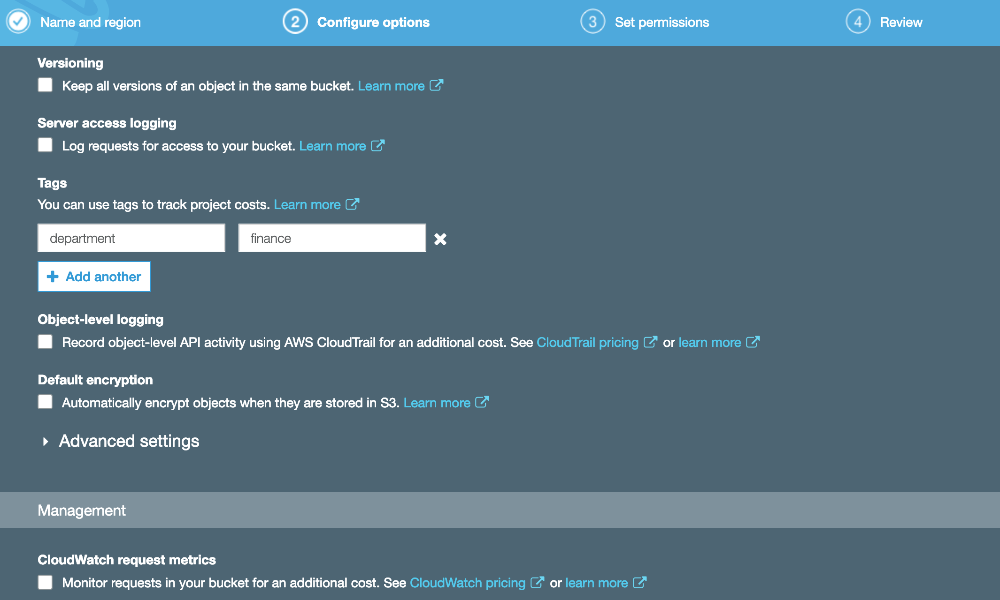 Name and region
2 Configure options
3 Set permissions
4 Review
Versioning
Keep all versions of an object in the same bucket. Learn more
Server access logging
Log requests for access to your bucket. Learn more
Tags
You can use tags to track project costs. Learn more
department finance
Add another
Object-level logging
Record object-level API activity using AWS CloudTrail for an additional cost. See CloudTrail pricing or learn more
Default encryption
Automatically encrypt objects when they are stored in S3. Learn more
Advanced settings
Management
CloudWatch request metrics
Monitor requests in your bucket for an additional cost. See CloudWatch pricing or learn more